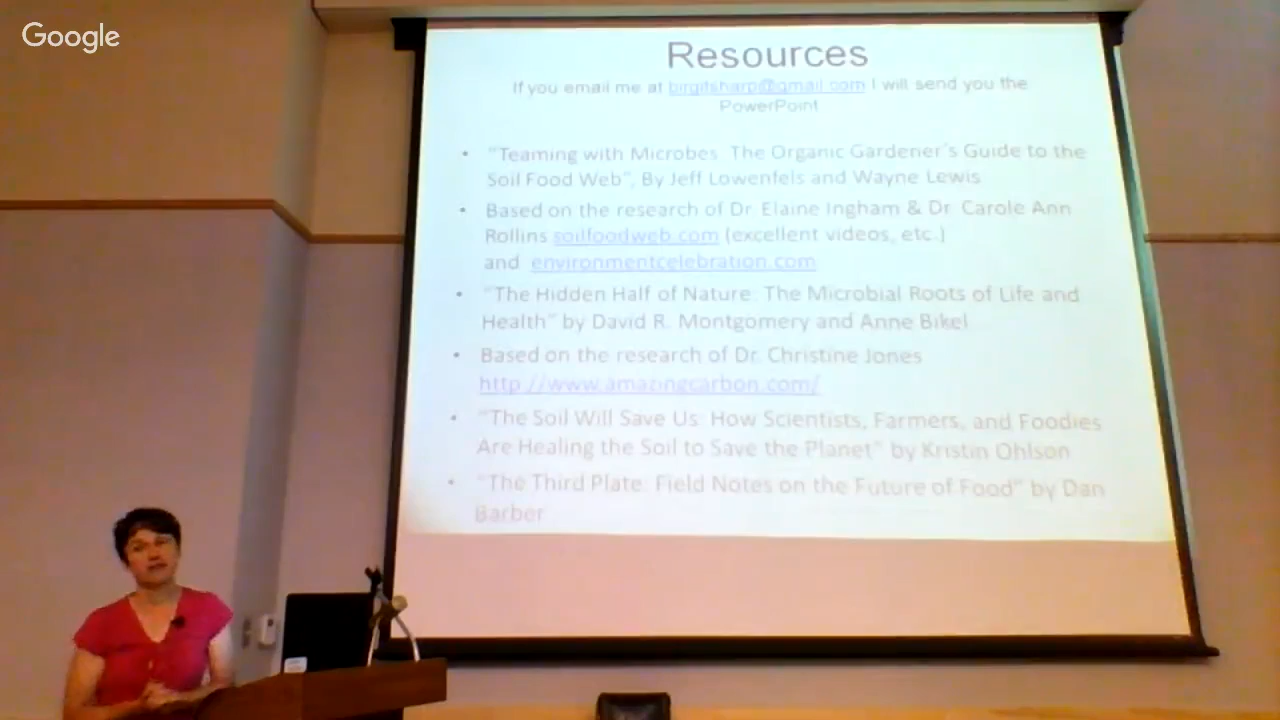 Google
Resources
If you email me at birgitsharp@gmail.com I will send you the
PowerPoint
• "Teaming with Microbes: The Organic Gardener's Guide to the
Soil Food Web", By Jeff Lowenfels and Wayne Lewis
• Based on the research of Dr. Elaine Ingham & Dr. Carole Ann
Rollins soilfoodweb.com (excellent videos, etc.)
and environmentcelebration.com
• "The Hidden Half of Nature: The Microbial Roots of Life and
Health" by David R. Montgomery and Anne Bikel
• Based on the research of Dr. Christine Jones
http://www.amazingcarbon.com/
• "The Soil Will Save Us: How Scientists, Farmers, and Foodies
Are Healing the Soil to Save the Planet" by Kristin Ohlson
• "The Third Plate: Field Notes on the Future of Food" by Dan
Barber